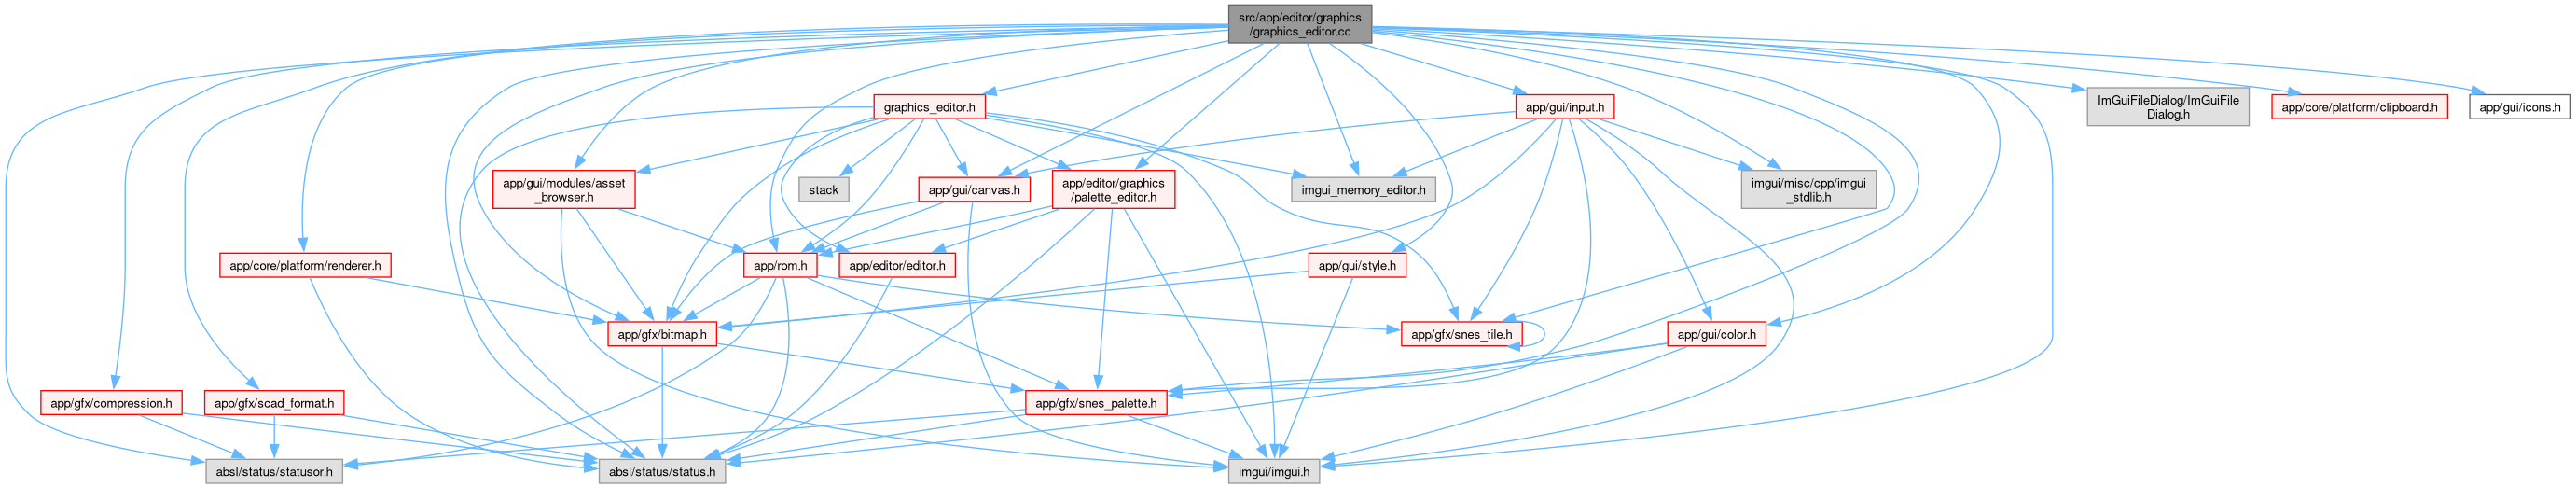 src/app/editor/graphics
/graphics_editor.cc
graphics_editor.h
app/gui/input.h
ImGuiFileDialog/ImGuiFile
Dialog.h
app/core/platform/clipboard.h
app/gui/icons.h
app/gui/modules/asset
_browser.h
stack
app/gui/canvas.h
app/editor/graphics
/palette_editor.h
imgui_memory_editor.h
imgui/misc/cpp/imgui
_stdlib.h
app/core/platform/renderer.h
app/rom.h
app/editor/editor.h
app/gui/style.h
app/gfx/bitmap.h
app/gfx/snes_tile.h
app/gui/color.h
app/gfx/compression.h
app/gfx/scad_format.h
app/gfx/snes_palette.h
absl/status/statusor.h
absl/status/status.h
imgui/imgui.h